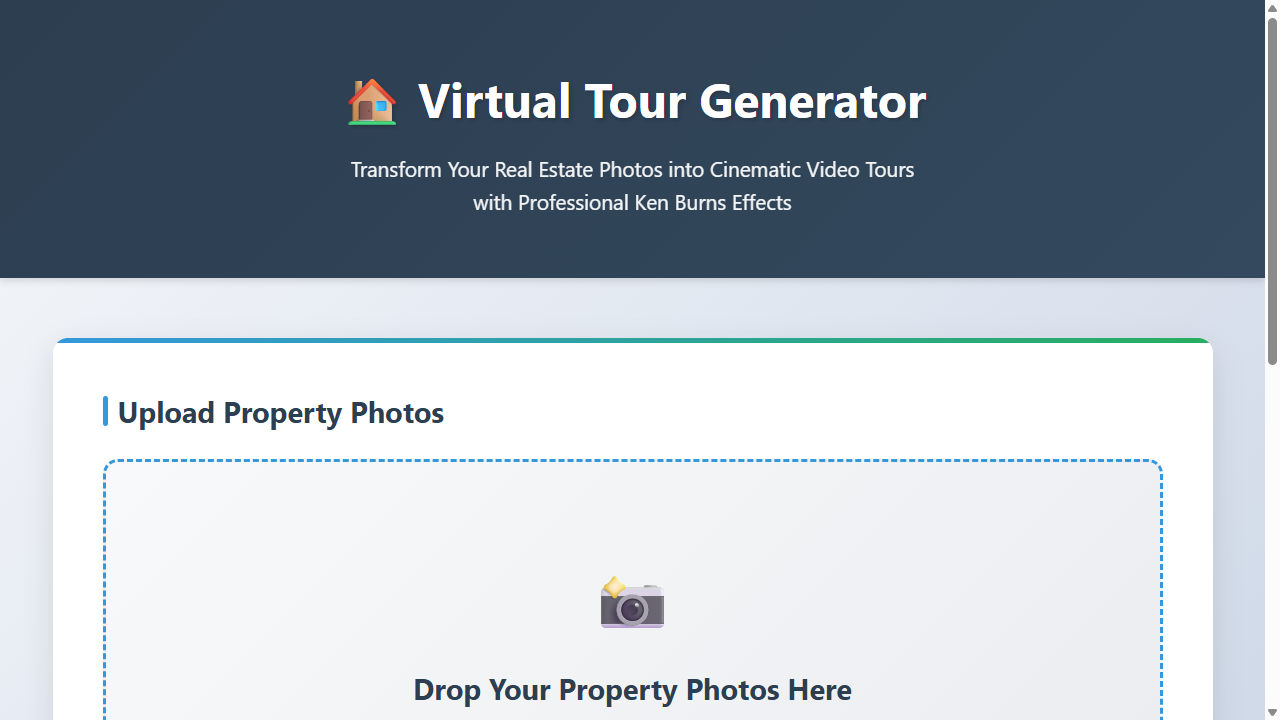 Virtual Tour Generator
Transform Your Real Estate Photos into Cinematic Video Tours
with Professional Ken Burns Effects
Upload Property Photos
Drop Your Property Photos Here